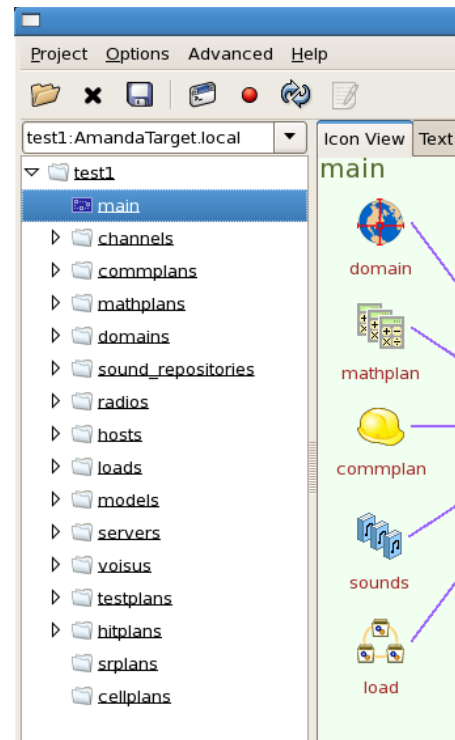 Project Options Advanced Help
test1:AmandaTarget.local
Icon View Text
test1
main
channels
commplans
mathplans
domains
sound_repositories
radios
hosts
loads
models
servers
voisus
testplans
hitplans
srplans
cellplans
main
domain
mathplan
commplan
sounds
load